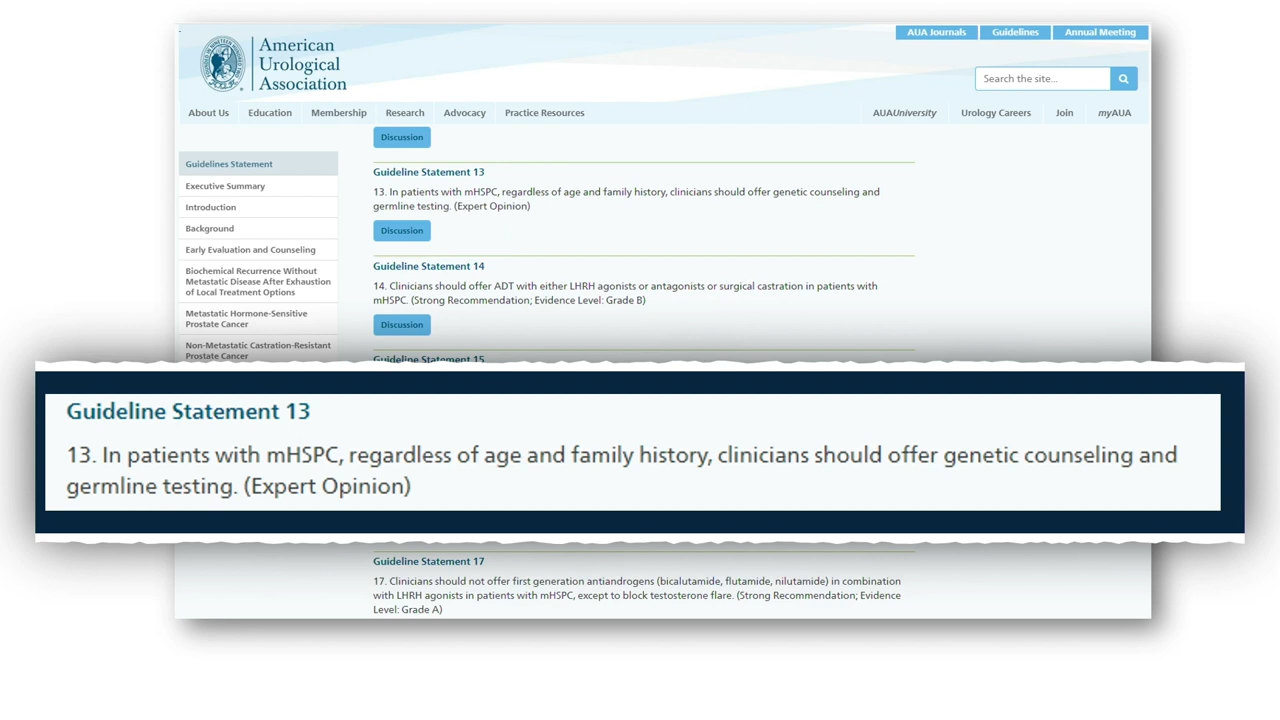 AUA Journals
Guidelines
Annual Meeting
American
Urological
Association
Search the site...
About Us
Education
Membership
Research
Advocacy
Practice Resources
AUAUniversity
Urology Careers
Join
myAUA
Guidelines Statement
Executive Summary
Introduction
Background
Early Evaluation and Counseling
Biochemical Recurrence Without
Metastatic Disease After Exhaustion
of Local Treatment Options
Metastatic Hormone-Sensitive
Prostate Cancer
Non-Metastatic Castration-Resistant
Prostate Cancer
Discussion
Guideline Statement 13
13. In patients with mHSPC, regardless of age and family history, clinicians should offer genetic counseling and
germline testing. (Expert Opinion)
Discussion
Guideline Statement 14
14. Clinicians should offer ADT with either LHRH agonists or antagonists or surgical castration in patients with
mHSPC. (Strong Recommendation; Evidence Level: Grade B)
Discussion
Guideline Statement 15
Guideline Statement 13
13. In patients with mHSPC, regardless of age and family history, clinicians should offer genetic counseling and
germline testing. (Expert Opinion)
Guideline Statement 17
17. Clinicians should not offer first generation antiandrogens (bicalutamide, flutamide, nilutamide) in combination
with LHRH agonists in patients with mHSPC, except to block testosterone flare. (Strong Recommendation; Evidence
Level: Grade A)